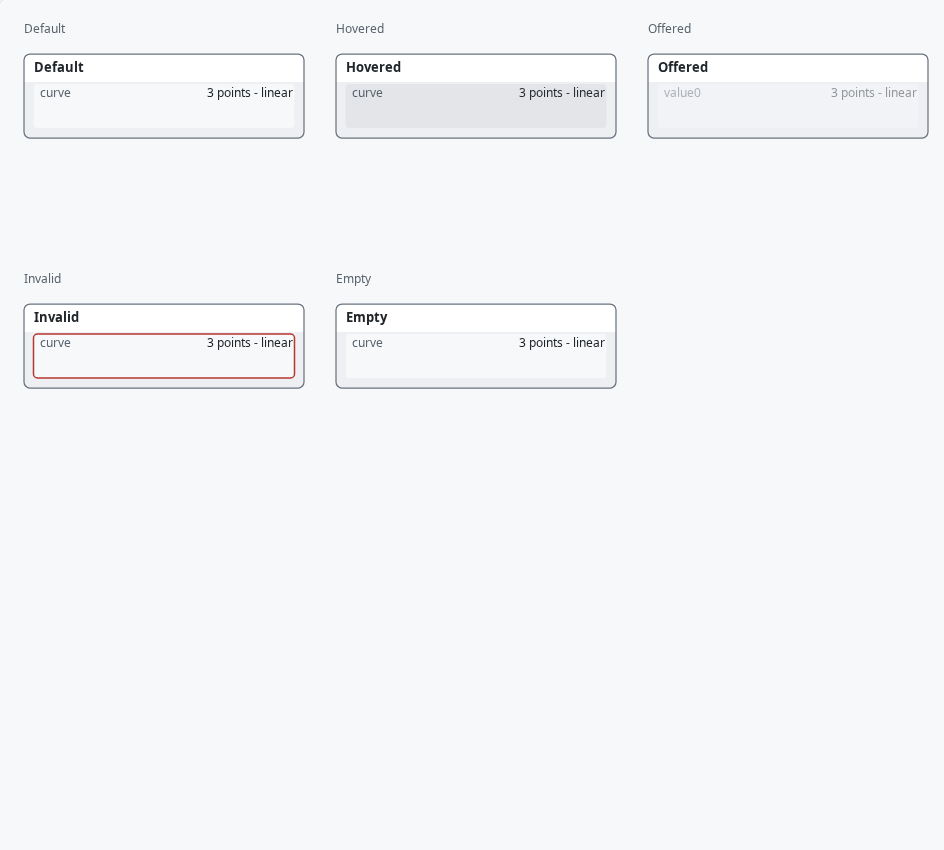 Default
Hovered
Offered
Default
Hovered
Offered
curve 3 points - linear
curve 3 points - linear
value0 3 points - linear
Invalid
Empty
Invalid
Empty
curve 3 points - linear
curve 3 points - linear